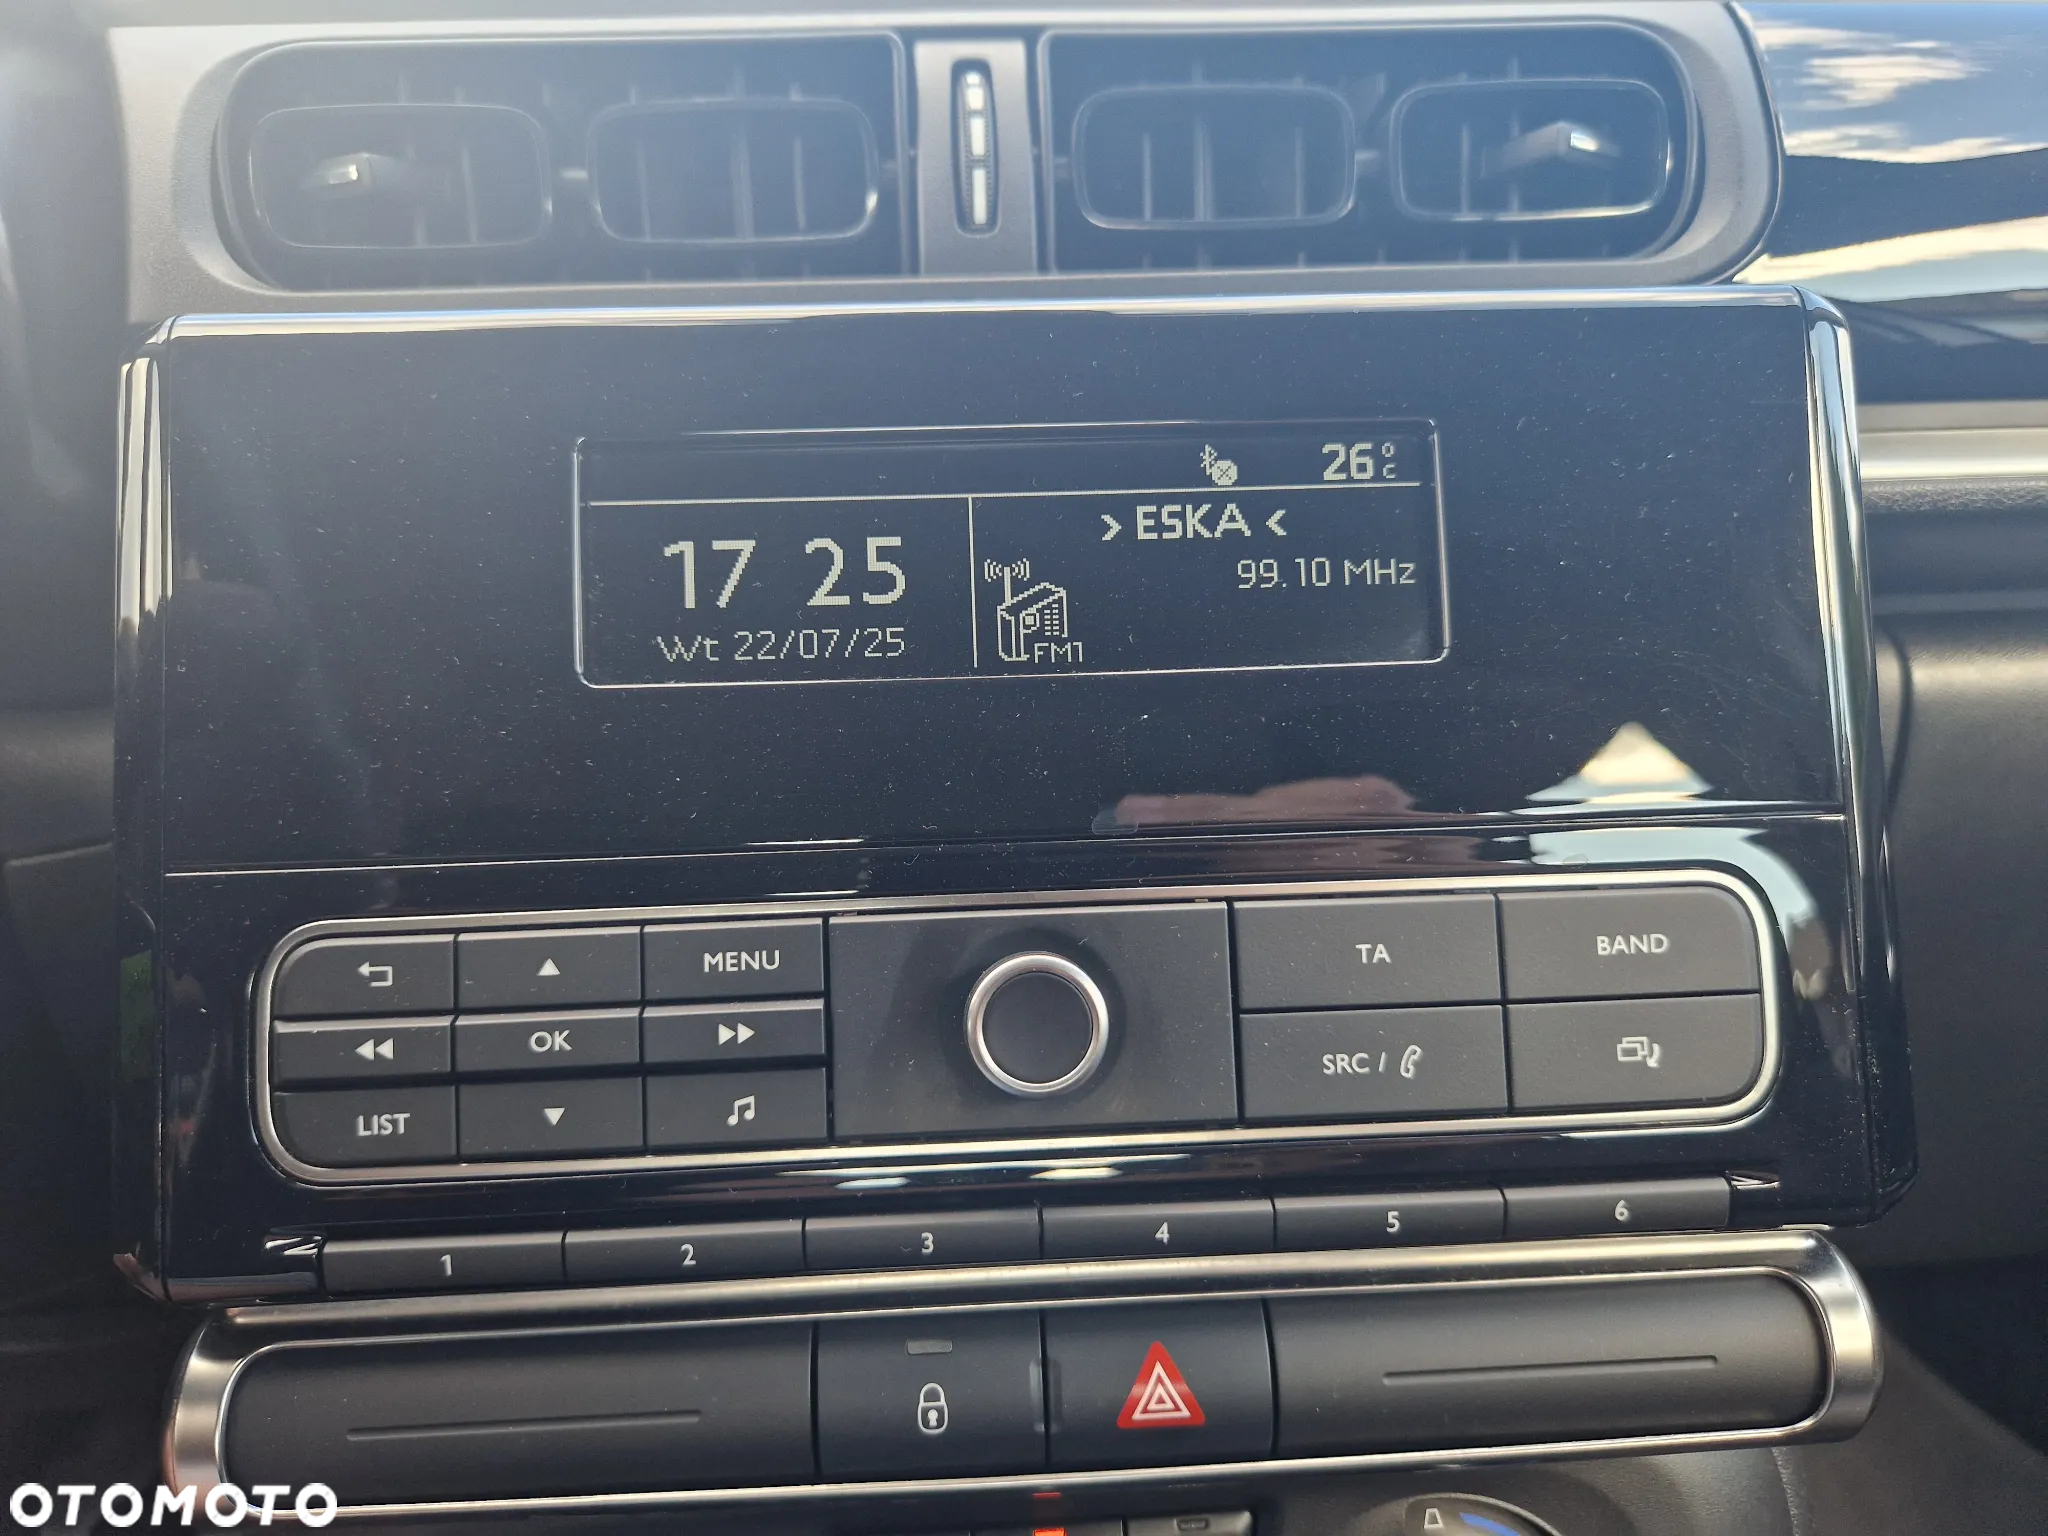 26°C
> ESKA <
17 25
99.10 MHz
Wt 22/07/25
FM1
MENU
TA
BAND
OK
SRC /
LIST
1
2
3
4
5
6
OTOMOTO